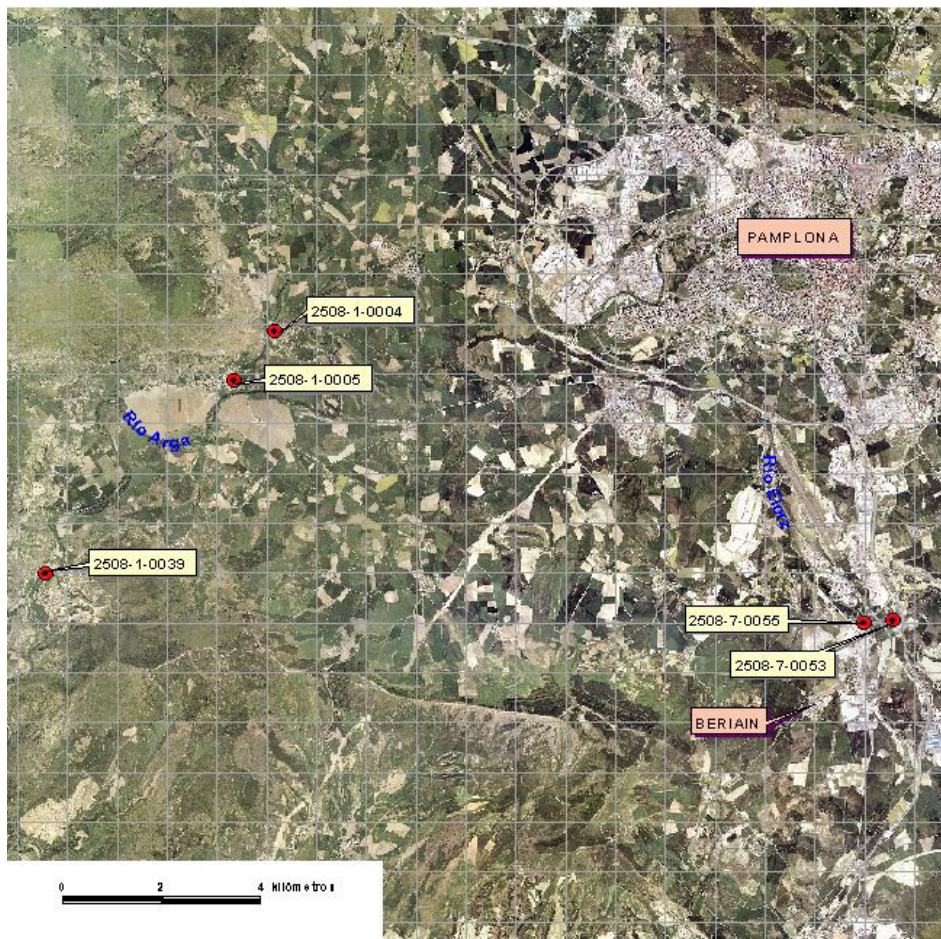 PAMPLONA
2508-1-0004
2508-1-0005
Río Arga
Río Elorz
2508-1-0039
2508-7-0055
2508-7-0053
BERIAIN
0 2 4 kilómetros